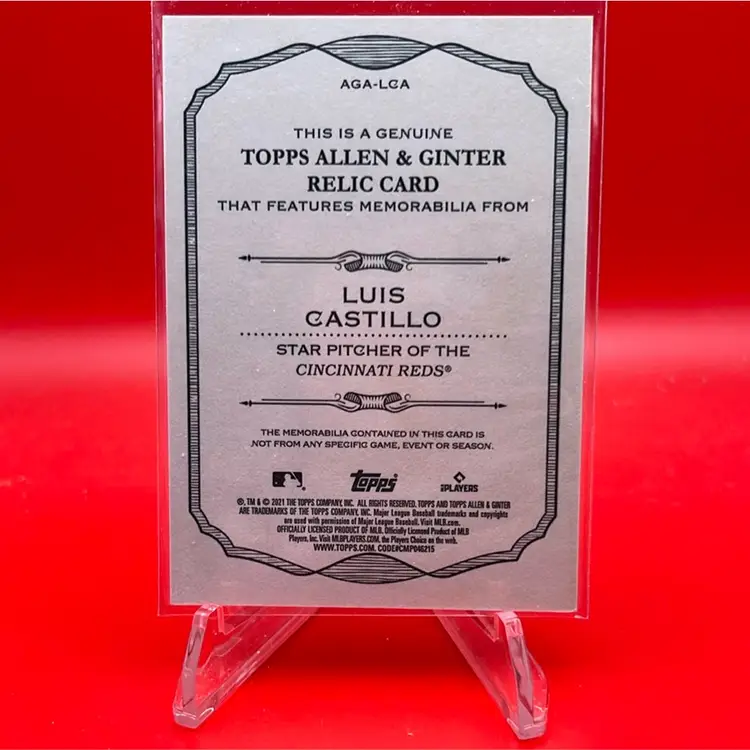 AGA-LCA
THIS IS A GENUINE
TOPPS ALLEN & GINTER
RELIC CARD
THAT FEATURES MEMORABILIA FROM
LUIS
CASTILLO
STAR PITCHER OF THE
CINCINNATI REDS®
THE MEMORABILIA CONTAINED IN THIS CARD IS
NOT FROM ANY SPECIFIC GAME, EVENT OR SEASON.
Topps® PLAYERS
®, TM & © 2021 THE TOPPS COMPANY, INC. ALL RIGHTS RESERVED. TOPPS AND TOPPS ALLEN & GINTER
ARE TRADEMARKS OF THE TOPPS COMPANY, INC. Major League Baseball trademarks and copyrights
are used with permission of Major League Baseball. Visit MLB.com.
OFFICIALLY LICENSED PRODUCT OF MLB Officially Licensed Product of MLB
Players, Inc. Visit MLBPLAYERS.COM, the Players Choice on the web.
WWW.TOPPS.COM. CODE#CMP046215